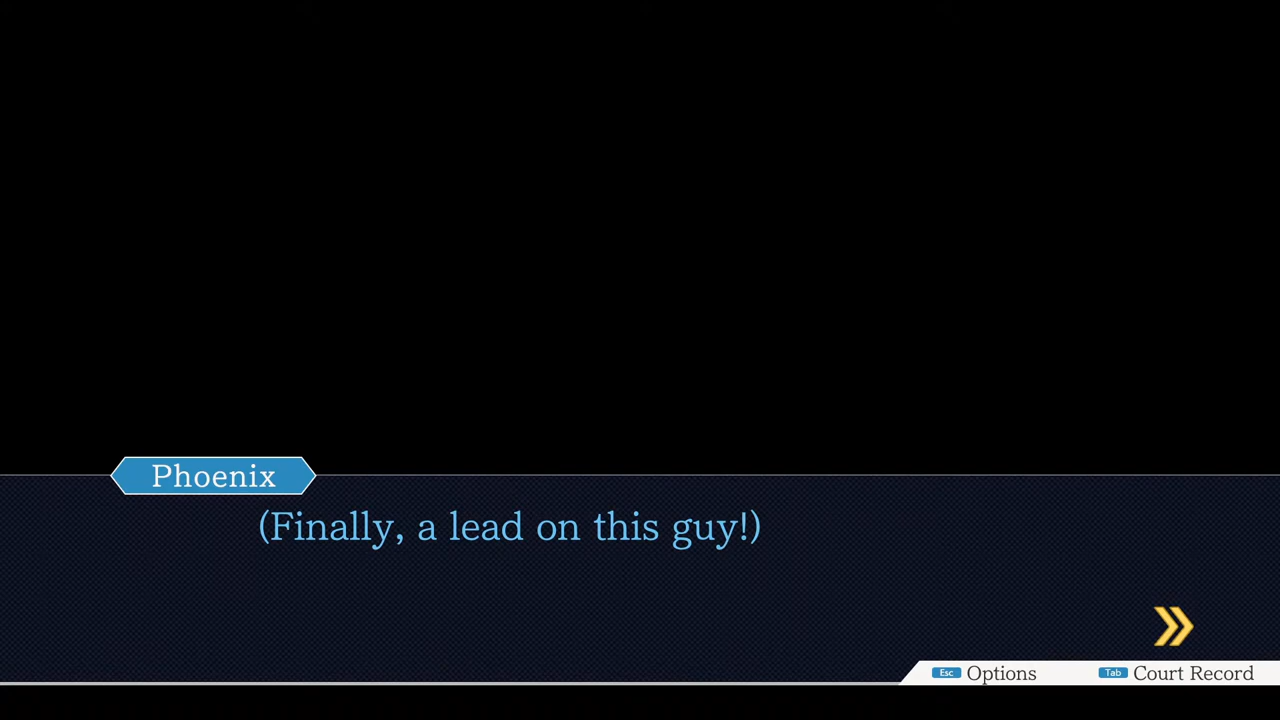 Phoenix
(Finally, a lead on this guy!)
Esc Options Tab Court Record